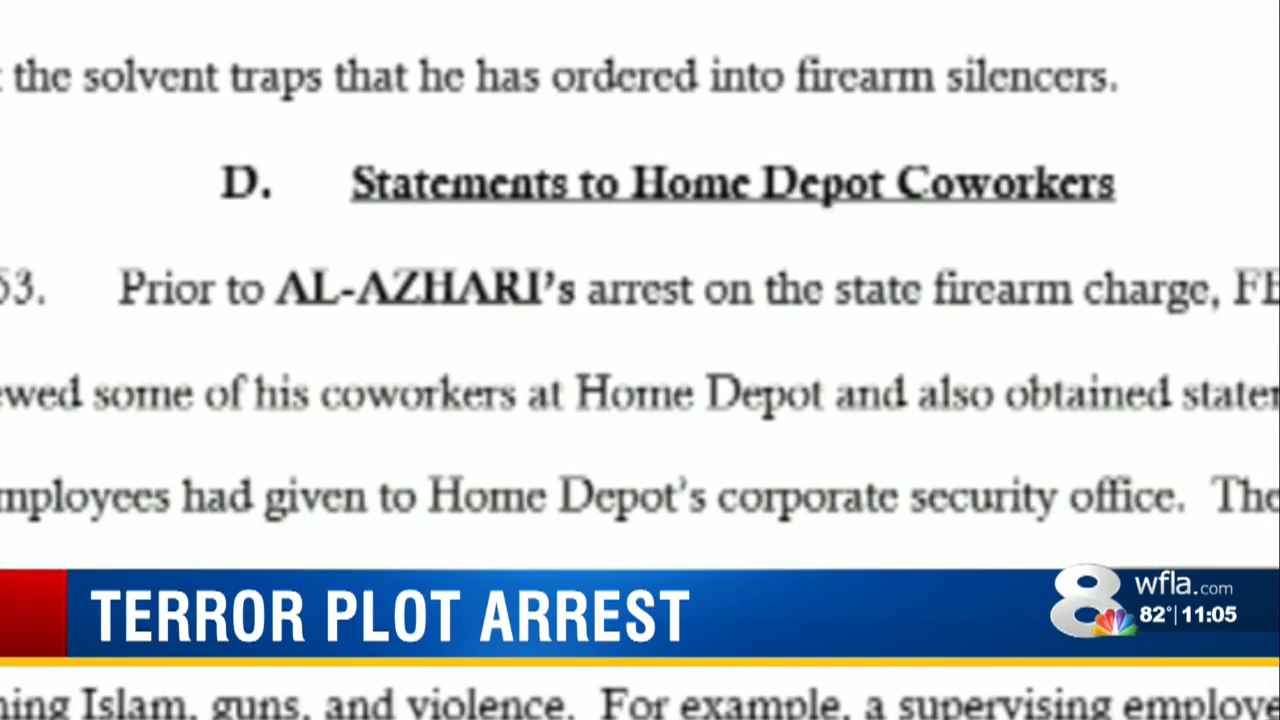 the solvent traps that he has ordered into firearm silencers.
D. Statements to Home Depot Coworkers
53. Prior to AL-AZHARI's arrest on the state firearm charge,
some of his coworkers at Home Depot and also obtained
had given to Home Depot's corporate security office. The
TERROR PLOT ARREST
8 wfla.com
82° | 11:05
Islam, guns, and violence. For example, a supervising